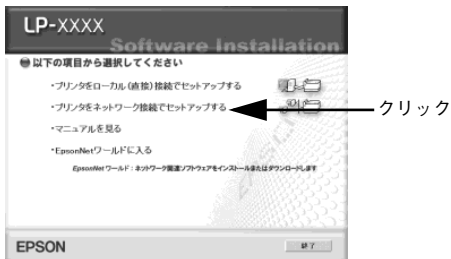 LP-XXXX
Software Installation
以下の項目から選択してください
・プリンタをローカル(直接)接続でセットアップする
・プリンタをネットワーク接続でセットアップする
クリック
・マニュアルを見る
・EpsonNetワールドに入る
EpsonNetワールド:ネットワーク関連ソフトウェアをインストールまたはダウンロードします
EPSON
EPSON
終了